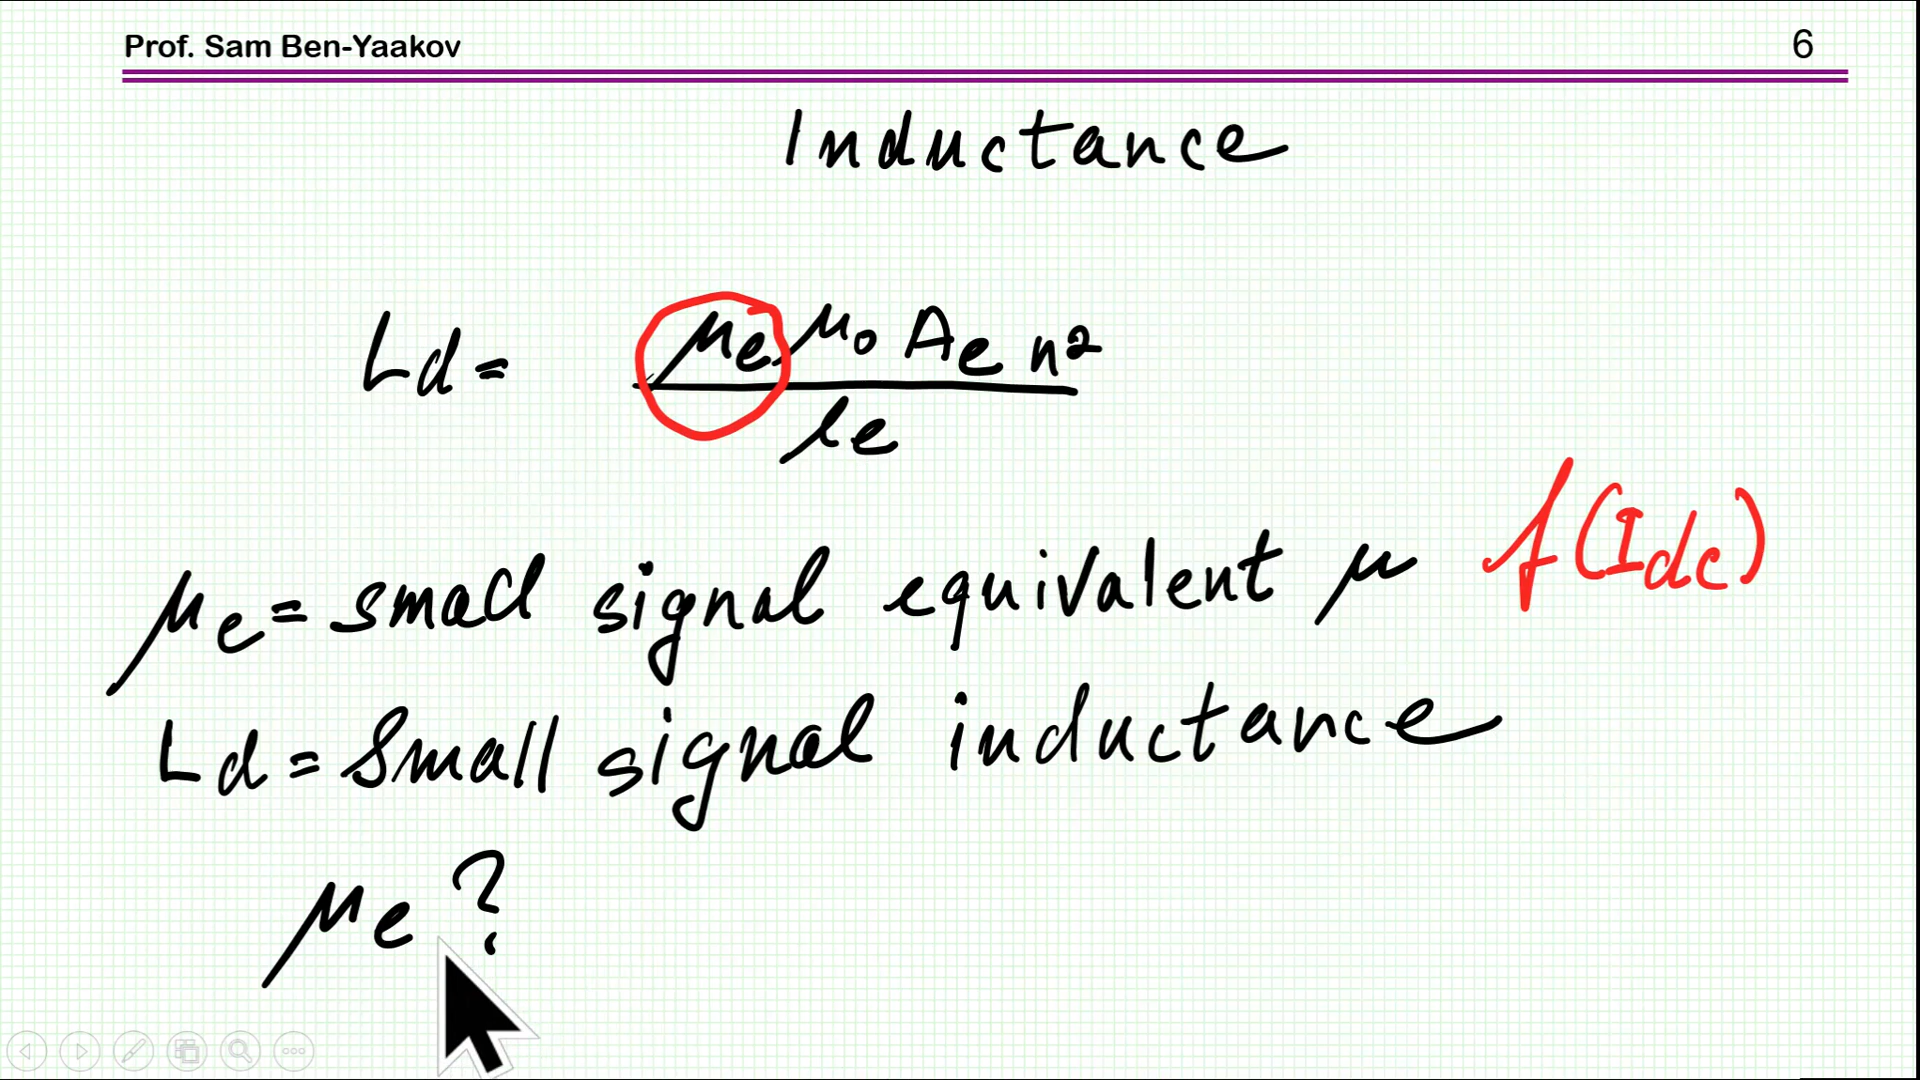 Prof. Sam Ben-Yaakov 6
Inductance
Ld = μe μo Ae n²
le
μe = small signal equivalent μ f(Idc)
Ld = Small signal inductance
μe ?